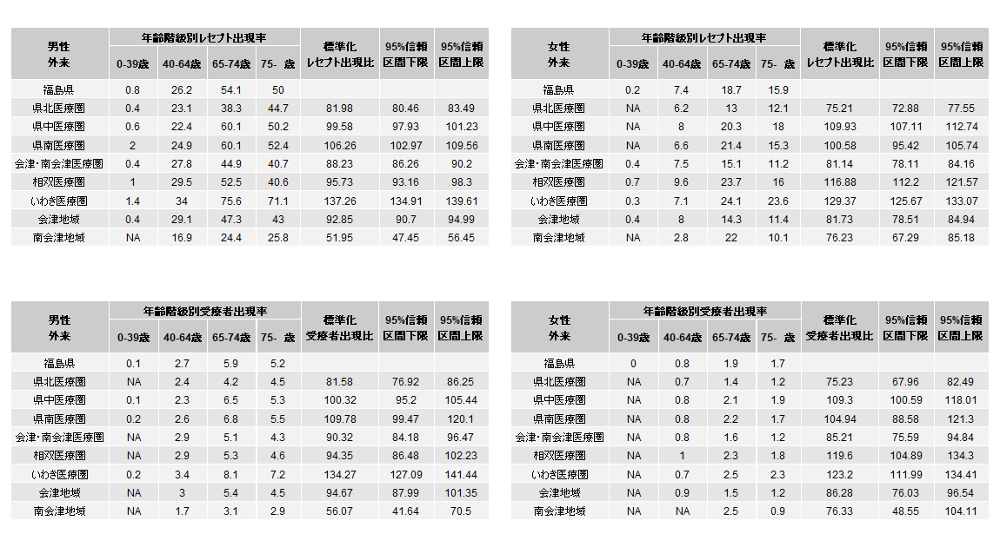 男性 外来 年齢階級別レセプト出現率 標準化 レセプト出現比 95%信頼 区間下限 95%信頼 区間上限
0-39歳 40-64歳 65-74歳 75- 歳
福島県 0.8 26.2 54.1 50
県北医療圏 0.4 23.1 38.3 44.7 81.98 80.46 83.49
県中医療圏 0.6 22.4 60.1 50.2 99.58 97.93 101.23
県南医療圏 2 24.9 60.1 52.4 106.26 102.97 109.56
会津・南会津医療圏 0.4 27.8 44.9 40.7 88.23 86.26 90.2
相双医療圏 1 29.5 52.5 40.6 95.73 93.16 98.3
いわき医療圏 1.4 34 75.6 71.1 137.26 134.91 139.61
会津地域 0.4 29.1 47.3 43 92.85 90.7 94.99
南会津地域 NA 16.9 24.4 25.8 51.95 47.45 56.45
女性 外来 年齢階級別レセプト出現率 標準化 レセプト出現比 95%信頼 区間下限 95%信頼 区間上限
0-39歳 40-64歳 65-74歳 75- 歳
福島県 0.2 7.4 18.7 15.9
県北医療圏 NA 6.2 13 12.1 75.21 72.88 77.55
県中医療圏 NA 8 20.3 18 109.93 107.11 112.74
県南医療圏 NA 6.6 21.4 15.3 100.58 95.42 105.74
会津・南会津医療圏 0.4 7.5 15.1 11.2 81.14 78.11 84.16
相双医療圏 0.7 9.6 23.7 16 116.88 112.2 121.57
いわき医療圏 0.3 7.1 24.1 23.6 129.37 125.67 133.07
会津地域 0.4 8 14.3 11.4 81.73 78.51 84.94
南会津地域 NA 2.8 22 10.1 76.23 67.29 85.18
男性 外来 年齢階級別受療者出現率 標準化 受療者出現比 95%信頼 区間下限 95%信頼 区間上限
0-39歳 40-64歳 65-74歳 75- 歳
福島県 0.1 2.7 5.9 5.2
県北医療圏 NA 2.4 4.2 4.5 81.58 76.92 86.25
県中医療圏 0.1 2.3 6.5 5.3 100.32 95.2 105.44
県南医療圏 0.2 2.6 6.8 5.5 109.78 99.47 120.1
会津・南会津医療圏 NA 2.9 5.1 4.3 90.32 84.18 96.47
相双医療圏 NA 2.9 5.3 4.6 94.35 86.48 102.23
いわき医療圏 0.2 3.4 8.1 7.2 134.27 127.09 141.44
会津地域 NA 3 5.4 4.5 94.67 87.99 101.35
南会津地域 NA 1.7 3.1 2.9 56.07 41.64 70.5
女性 外来 年齢階級別受療者出現率 標準化 受療者出現比 95%信頼 区間下限 95%信頼 区間上限
0-39歳 40-64歳 65-74歳 75- 歳
福島県 0 0.8 1.9 1.7
県北医療圏 NA 0.7 1.4 1.2 75.23 67.96 82.49
県中医療圏 NA 0.8 2.1 1.9 109.3 100.59 118.01
県南医療圏 NA 0.8 2.2 1.7 104.94 88.58 121.3
会津・南会津医療圏 NA 0.8 1.6 1.2 85.21 75.59 94.84
相双医療圏 NA 1 2.3 1.8 119.6 104.89 134.3
いわき医療圏 NA 0.7 2.5 2.3 123.2 111.99 134.41
会津地域 NA 0.9 1.5 1.2 86.28 76.03 96.54
南会津地域 NA NA 2.5 0.9 76.33 48.55 104.11